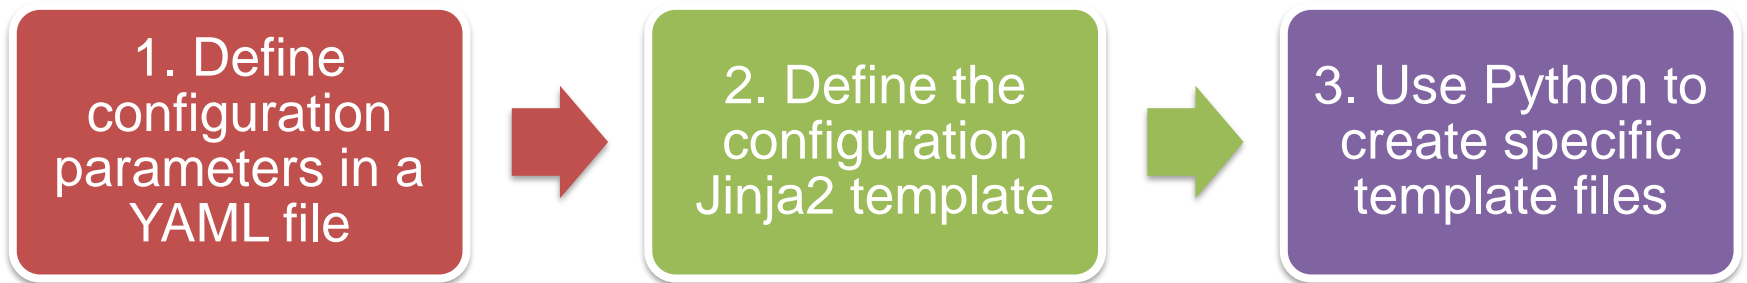 1. Define
configuration
parameters in a
YAML file
2. Define the
configuration
Jinja2 template
3. Use Python to
create specific
template files